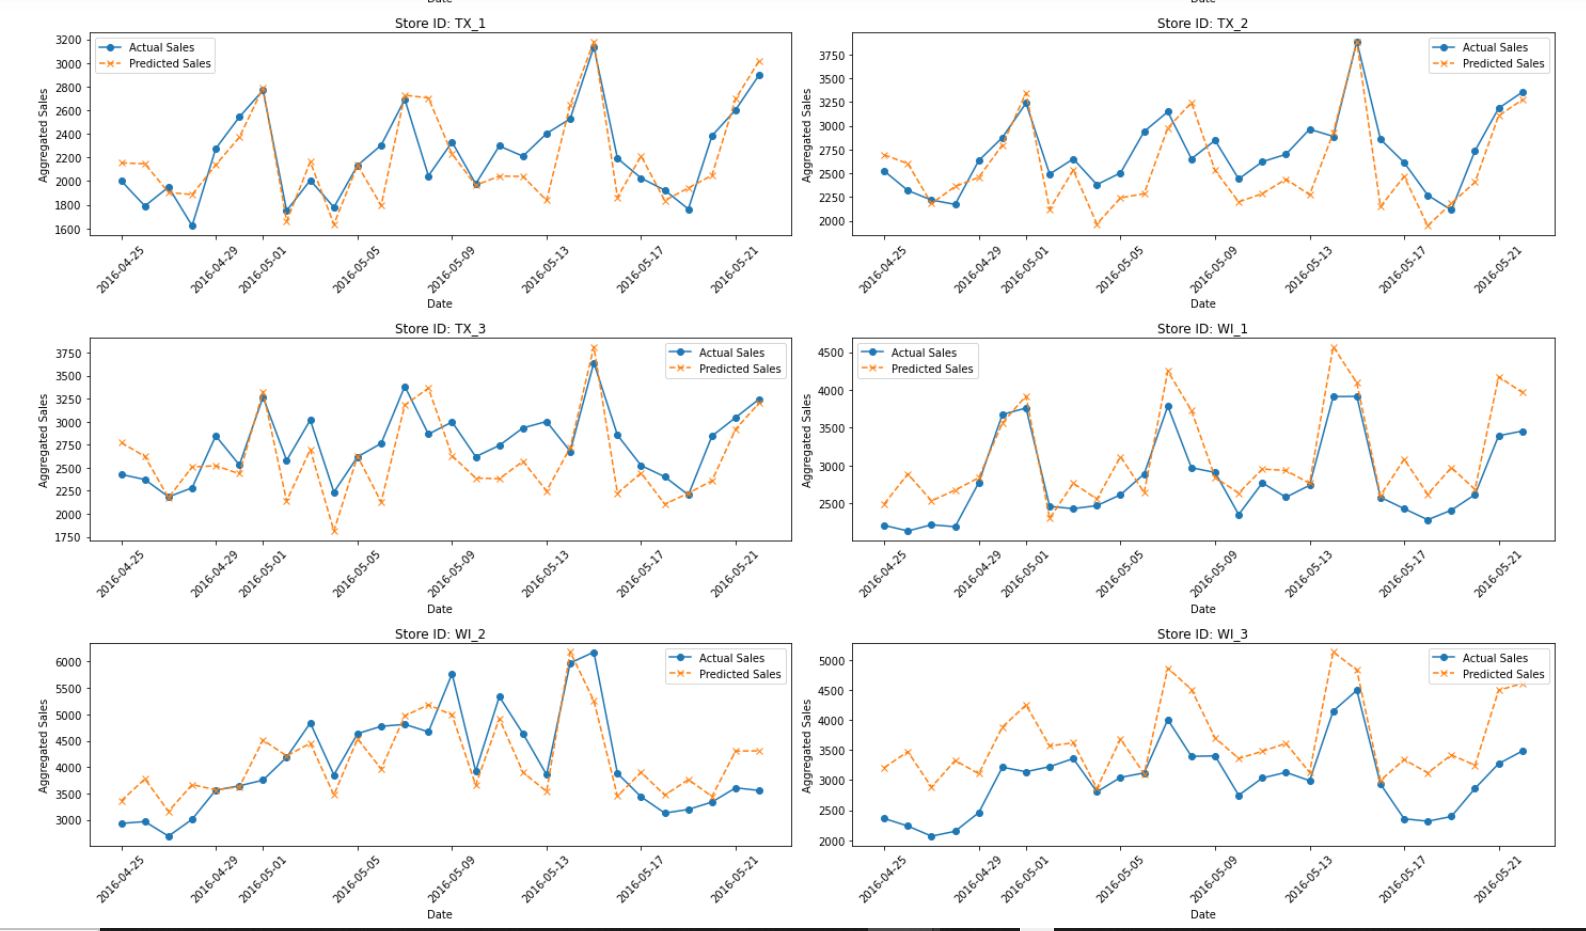 Date
Date
Store ID: TX_1
Aggregated Sales
3200
3000
2800
2600
2400
2200
2000
1800
1600
Actual Sales
Predicted Sales
2016-04-25
2016-04-29
2016-05-01
2016-05-05
2016-05-09
2016-05-13
2016-05-17
2016-05-21
Date
Store ID: TX_2
Aggregated Sales
3750
3500
3250
3000
2750
2500
2250
2000
Actual Sales
Predicted Sales
2016-04-25
2016-04-29
2016-05-01
2016-05-05
2016-05-09
2016-05-13
2016-05-17
2016-05-21
Date
Store ID: TX_3
Aggregated Sales
3750
3500
3250
3000
2750
2500
2250
2000
1750
Actual Sales
Predicted Sales
2016-04-25
2016-04-29
2016-05-01
2016-05-05
2016-05-09
2016-05-13
2016-05-17
2016-05-21
Date
Store ID: WI_1
Aggregated Sales
4500
4000
3500
3000
2500
Actual Sales
Predicted Sales
2016-04-25
2016-04-29
2016-05-01
2016-05-05
2016-05-09
2016-05-13
2016-05-17
2016-05-21
Date
Store ID: WI_2
Aggregated Sales
6000
5500
5000
4500
4000
3500
3000
Actual Sales
Predicted Sales
2016-04-25
2016-04-29
2016-05-01
2016-05-05
2016-05-09
2016-05-13
2016-05-17
2016-05-21
Date
Store ID: WI_3
Aggregated Sales
5000
4500
4000
3500
3000
2500
2000
Actual Sales
Predicted Sales
2016-04-25
2016-04-29
2016-05-01
2016-05-05
2016-05-09
2016-05-13
2016-05-17
2016-05-21
Date